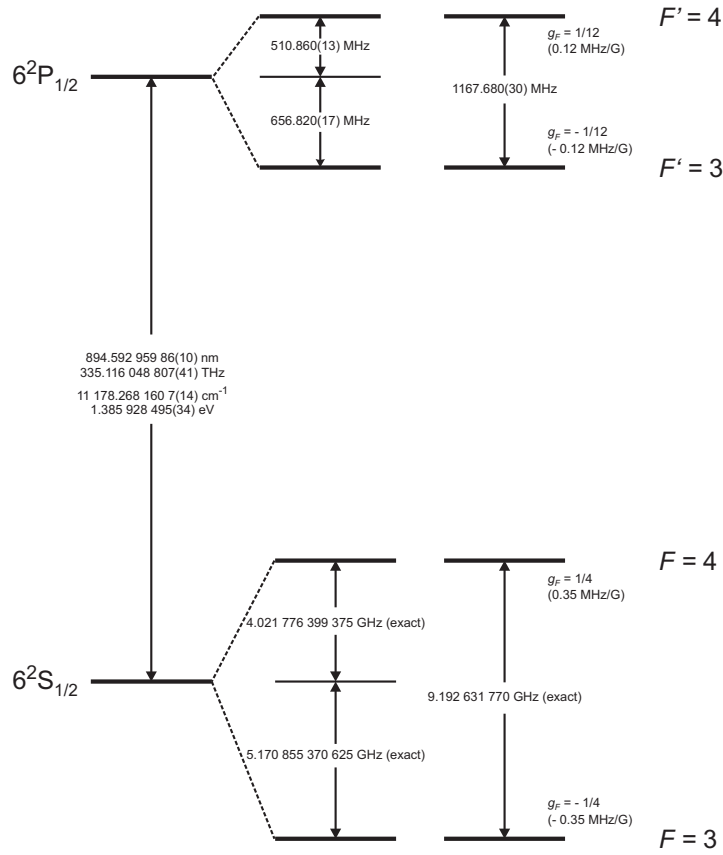 F’ = 4
g_F = 1/12
(0.12 MHz/G)
510.860(13) MHz
6²P₁/₂
1167.680(30) MHz
656.820(17) MHz
g_F = - 1/12
(- 0.12 MHz/G)
F‘ = 3
894.592 959 86(10) nm
335.116 048 807(41) THz
11 178.268 160 7(14) cm⁻¹
1.385 928 495(34) eV
F = 4
g_F = 1/4
(0.35 MHz/G)
4.021 776 399 375 GHz (exact)
6²S₁/₂
9.192 631 770 GHz (exact)
5.170 855 370 625 GHz (exact)
g_F = - 1/4
(- 0.35 MHz/G)
F = 3